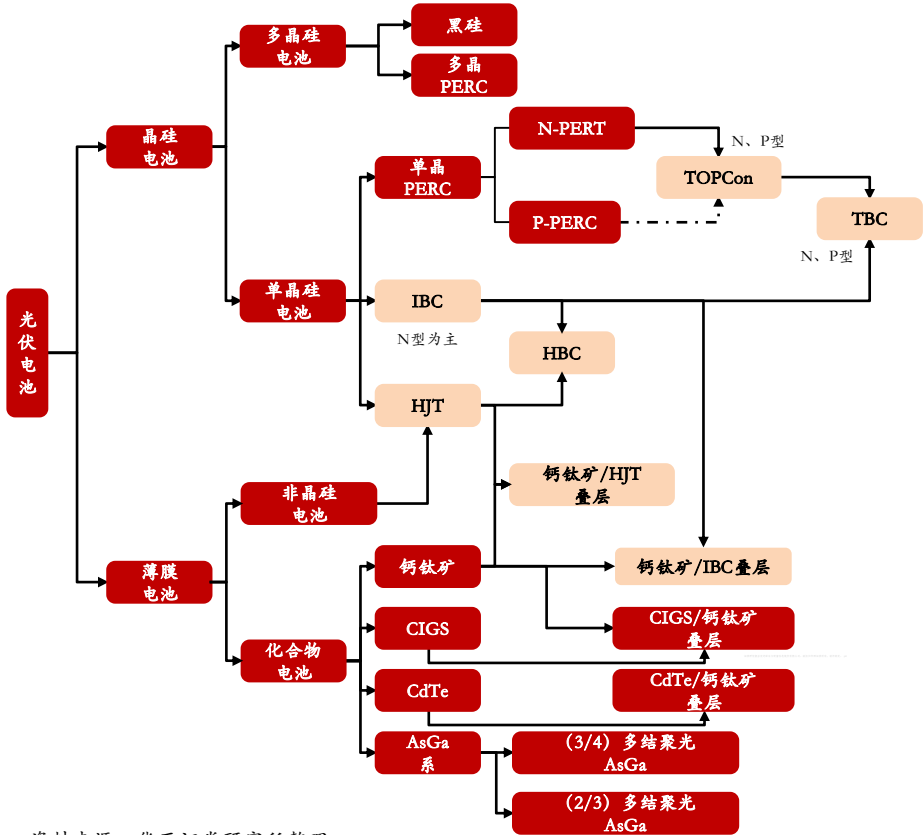 黑硅
多晶硅
电池
多晶
PERC
N-PERT
N、P型
晶硅
电池
单晶
PERC
TOPCon
P-PERC
TBC
N、P型
光
伏
电
池
单晶硅
电池
IBC
N型为主
HBC
HJT
钙钛矿/HJT
叠层
非晶硅
电池
薄膜
电池
钙钛矿
钙钛矿/IBC叠层
CIGS
CIGS/钙钛矿
叠层
化合物
电池
CdTe
CdTe/钙钛矿
叠层
AsGa
系
（3/4）多结聚光
AsGa
（2/3）多结聚光
AsGa